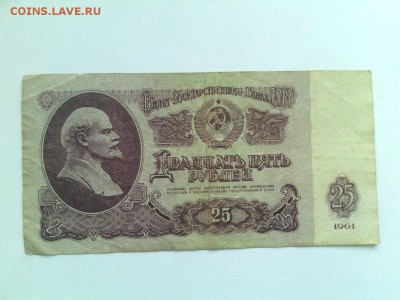 COINS.LAVE.RU
Билет Государственного Банка СССР
Двадцать пять
рублей
25
25
1961